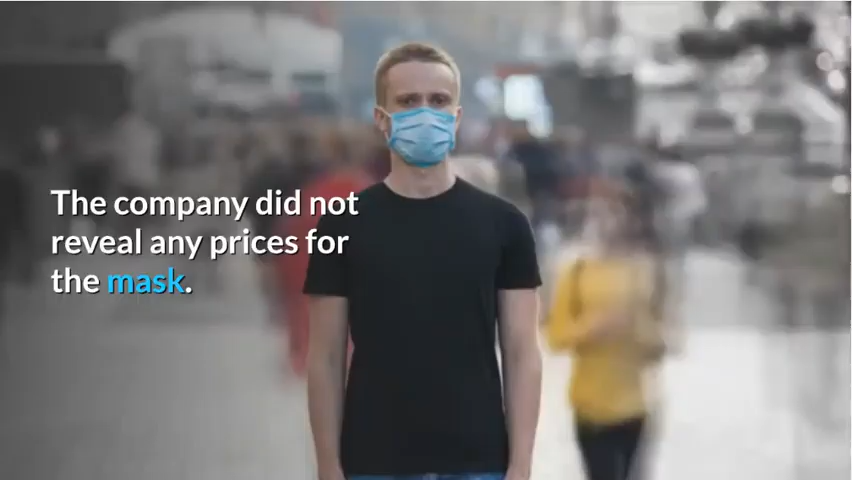 The company did not
reveal any prices for
the mask.